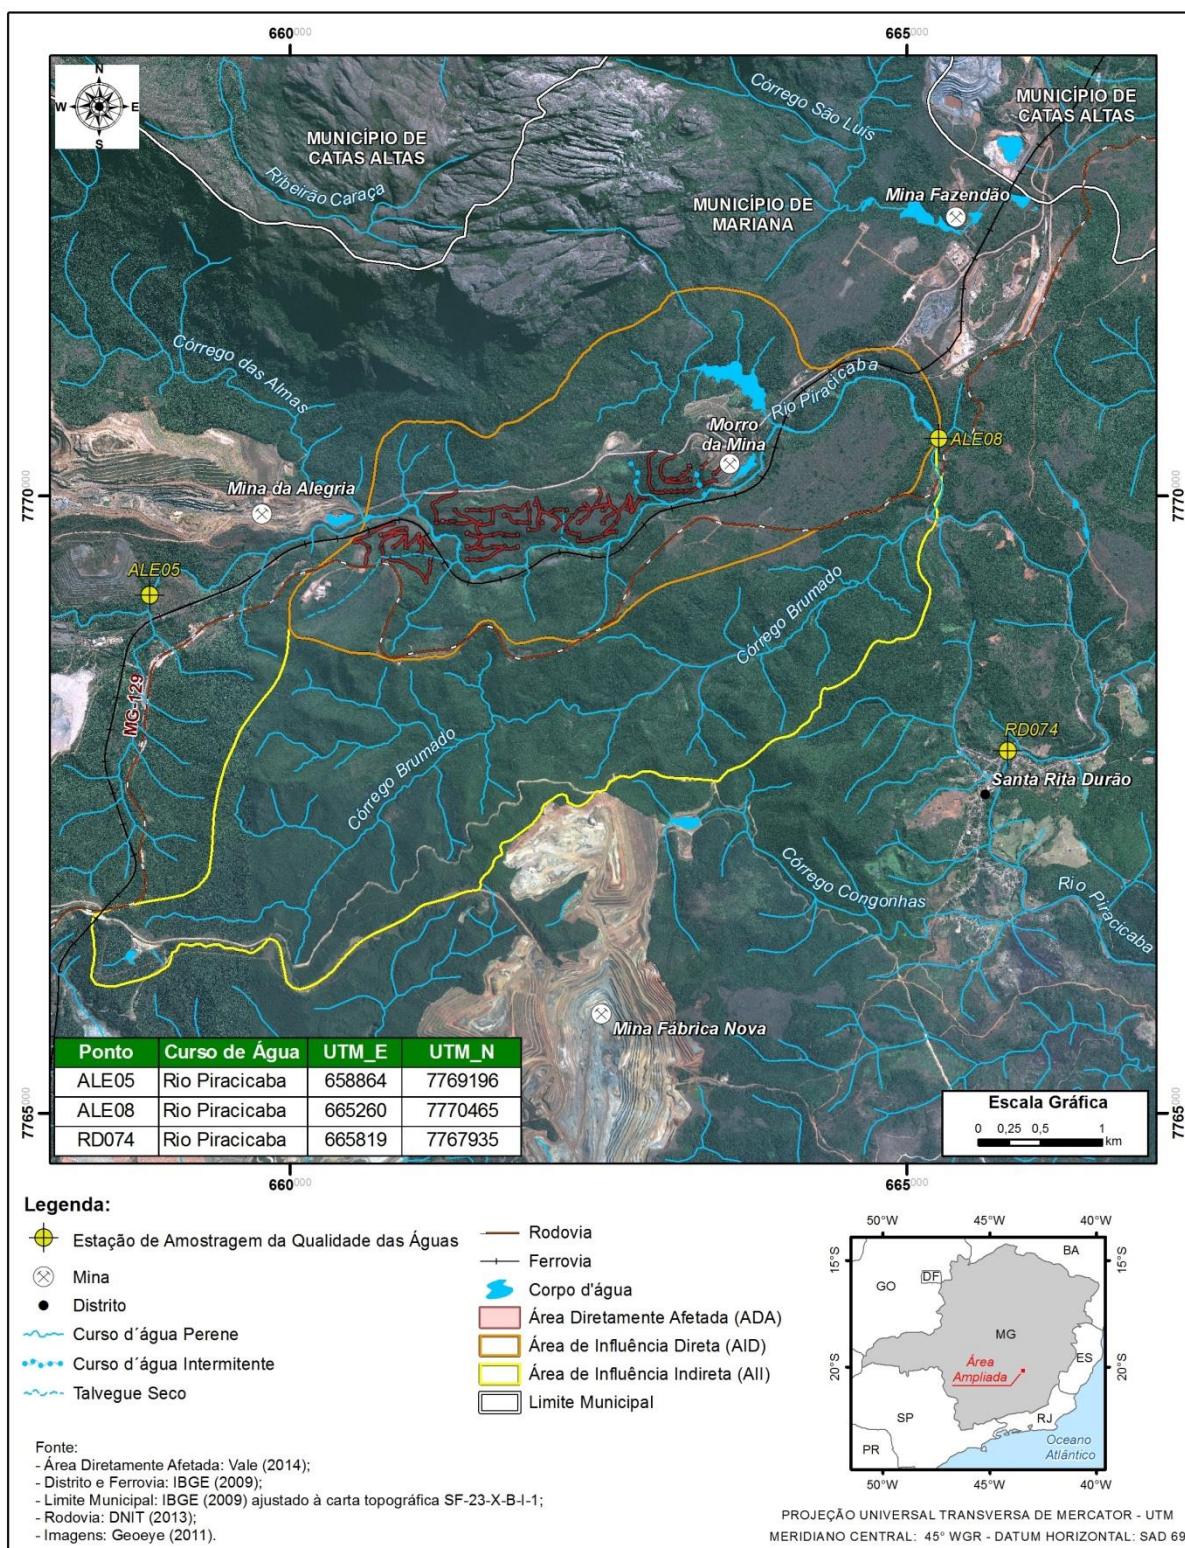 660000
665000
N
W
E
S
MUNICÍPIO DE
CATAS ALTAS
Ribeirão Caraça
Córrego São Luís
MUNICÍPIO DE
CATAS ALTAS
Mina Fazendão
MUNICÍPIO DE
MARIANA
Córrego das Almas
Rio Piracicaba
Morro
da Mina
ALE08
7770000
7770000
Mina da Alegria
ALE05
Córrego Brumado
MG-129
RD074
Córrego Brumado
Santa Rita Durão
Córrego Congonhas
Rio Piracicaba
Mina Fábrica Nova
Ponto Curso de Água UTM_E UTM_N
ALE05 Rio Piracicaba 658864 7769196
ALE08 Rio Piracicaba 665260 7770465
RD074 Rio Piracicaba 665819 7767935
7765000
7765000
Escala Gráfica
0 0,25 0,5 1
km
660000
665000
Legenda:
Estação de Amostragem da Qualidade das Águas
Mina
Distrito
Curso d´água Perene
Curso d´água Intermitente
Talvegue Seco
Rodovia
Ferrovia
Corpo d'água
Área Diretamente Afetada (ADA)
Área de Influência Direta (AID)
Área de Influência Indireta (AII)
Limite Municipal
50°W 45°W 40°W
15°S
15°S
BA
GO
DF
MG
ES
20°S
20°S
Área
Ampliada
SP
RJ
PR
Oceano
Atlântico
50°W 45°W 40°W
Fonte:
- Área Diretamente Afetada: Vale (2014);
- Distrito e Ferrovia: IBGE (2009);
- Limite Municipal: IBGE (2009) ajustado à carta topográfica SF-23-X-B-I-1;
- Rodovia: DNIT (2013);
- Imagens: Geoeye (2011).
PROJEÇÃO UNIVERSAL TRANSVERSA DE MERCATOR - UTM
MERIDIANO CENTRAL: 45° WGR - DATUM HORIZONTAL: SAD 69